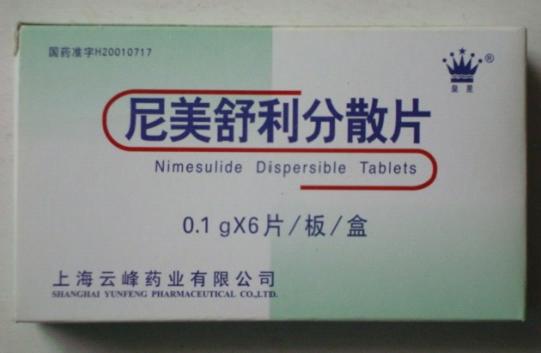 国药准字H20010717
®
皇星
尼美舒利分散片
Nimesulide Dispersible Tablets
0.1 gX6片/板/盒
上海云峰药业有限公司
SHANGHAI YUNFENG PHARMACEUTICAL CO.,LTD.